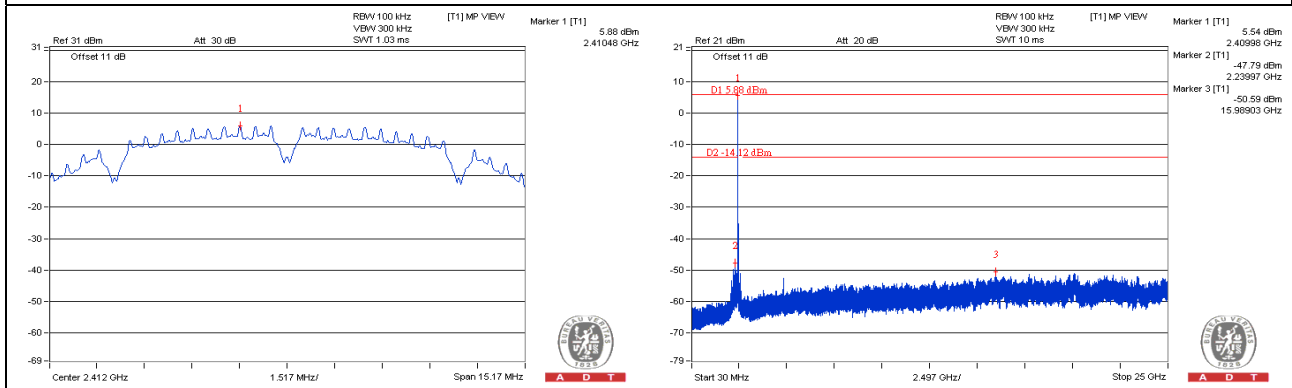 RBW 100 kHz
[T1] MP VIEW
VBW 300 kHz
Ref 31 dBm
Att 30 dB
SWT 1.03 ms
Marker 1 [T1]
5.88 dBm
2.41048 GHz
31
Offset 11 dB
20
10
0
-10
-20
-30
-40
-50
-60
-69
1
Center 2.412 GHz
1.517 MHz/
Span 15.17 MHz
BUREAU VERITAS
1828
A D T
RBW 100 kHz
[T1] MP VIEW
VBW 300 kHz
Ref 21 dBm
Att 20 dB
SWT 10 ms
Marker 1 [T1]
5.54 dBm
2.40998 GHz
Marker 2 [T1]
-47.79 dBm
2.23997 GHz
Marker 3 [T1]
-50.59 dBm
15.98903 GHz
21
Offset 11 dB
10
0
-10
-20
-30
-40
-50
-60
-70
-79
1
D1 5.88 dBm
D2 -14.12 dBm
2
3
Start 30 MHz
2.497 GHz/
Stop 25 GHz
BUREAU VERITAS
1828
A D T